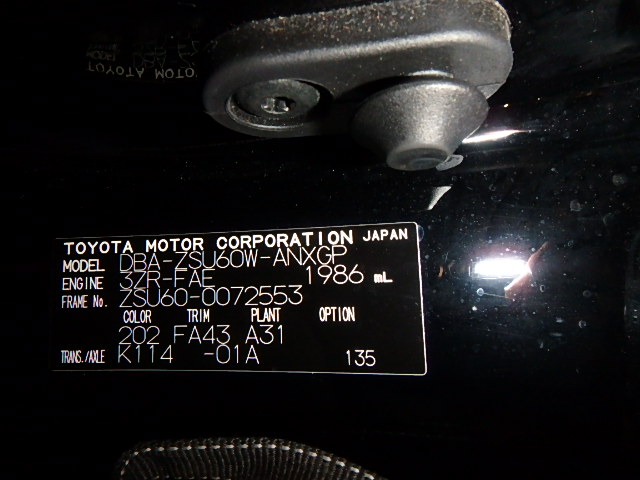 TOYOTA MOTOR CORPORATION JAPAN
MODEL DBA-ZSU60W-ANXGP
ENGINE 3ZR-FAE 1986 mL
FRAME No. ZSU60-0072553
COLOR TRIM PLANT OPTION
202 FA43 A31
TRANS./AXLE K114 -01A 135